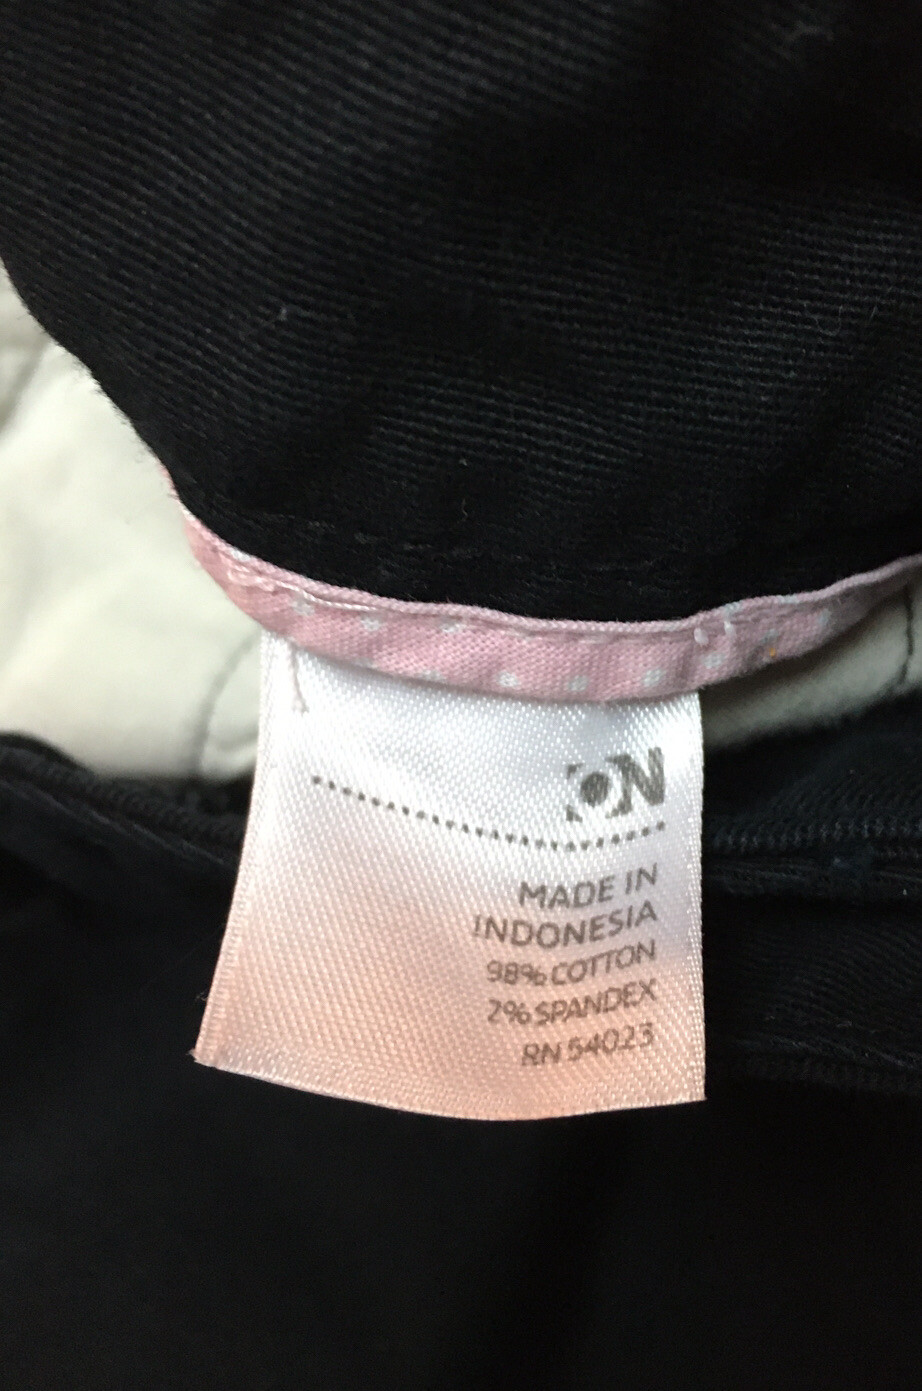 ON
MADE IN
INDONESIA
98% COTTON
2% SPANDEX
RN 54023